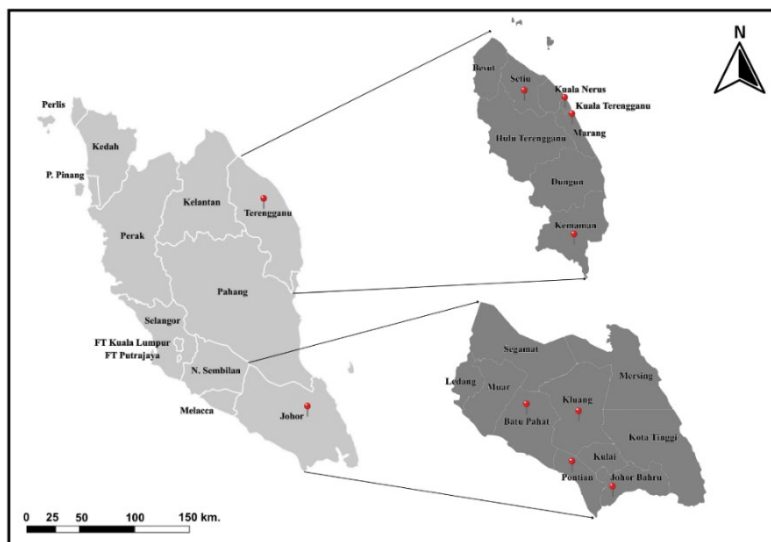 N
Perlis
Kedah
P. Pinang
Perak
Kelantan
Terengganu
Pahang
Selangor
FT Kuala Lumpur
FT Putrajaya
N. Sembilan
Melacca
Johor
Besut
Setiu
Kuala Nerus
Kuala Terengganu
Marang
Hulu Terengganu
Dungun
Kemaman
Segamat
Mersing
Ledang
Muar
Kluang
Batu Pahat
Kota Tinggi
Kulai
Pontian
Johor Bahru
0 25 50 100 150 km.